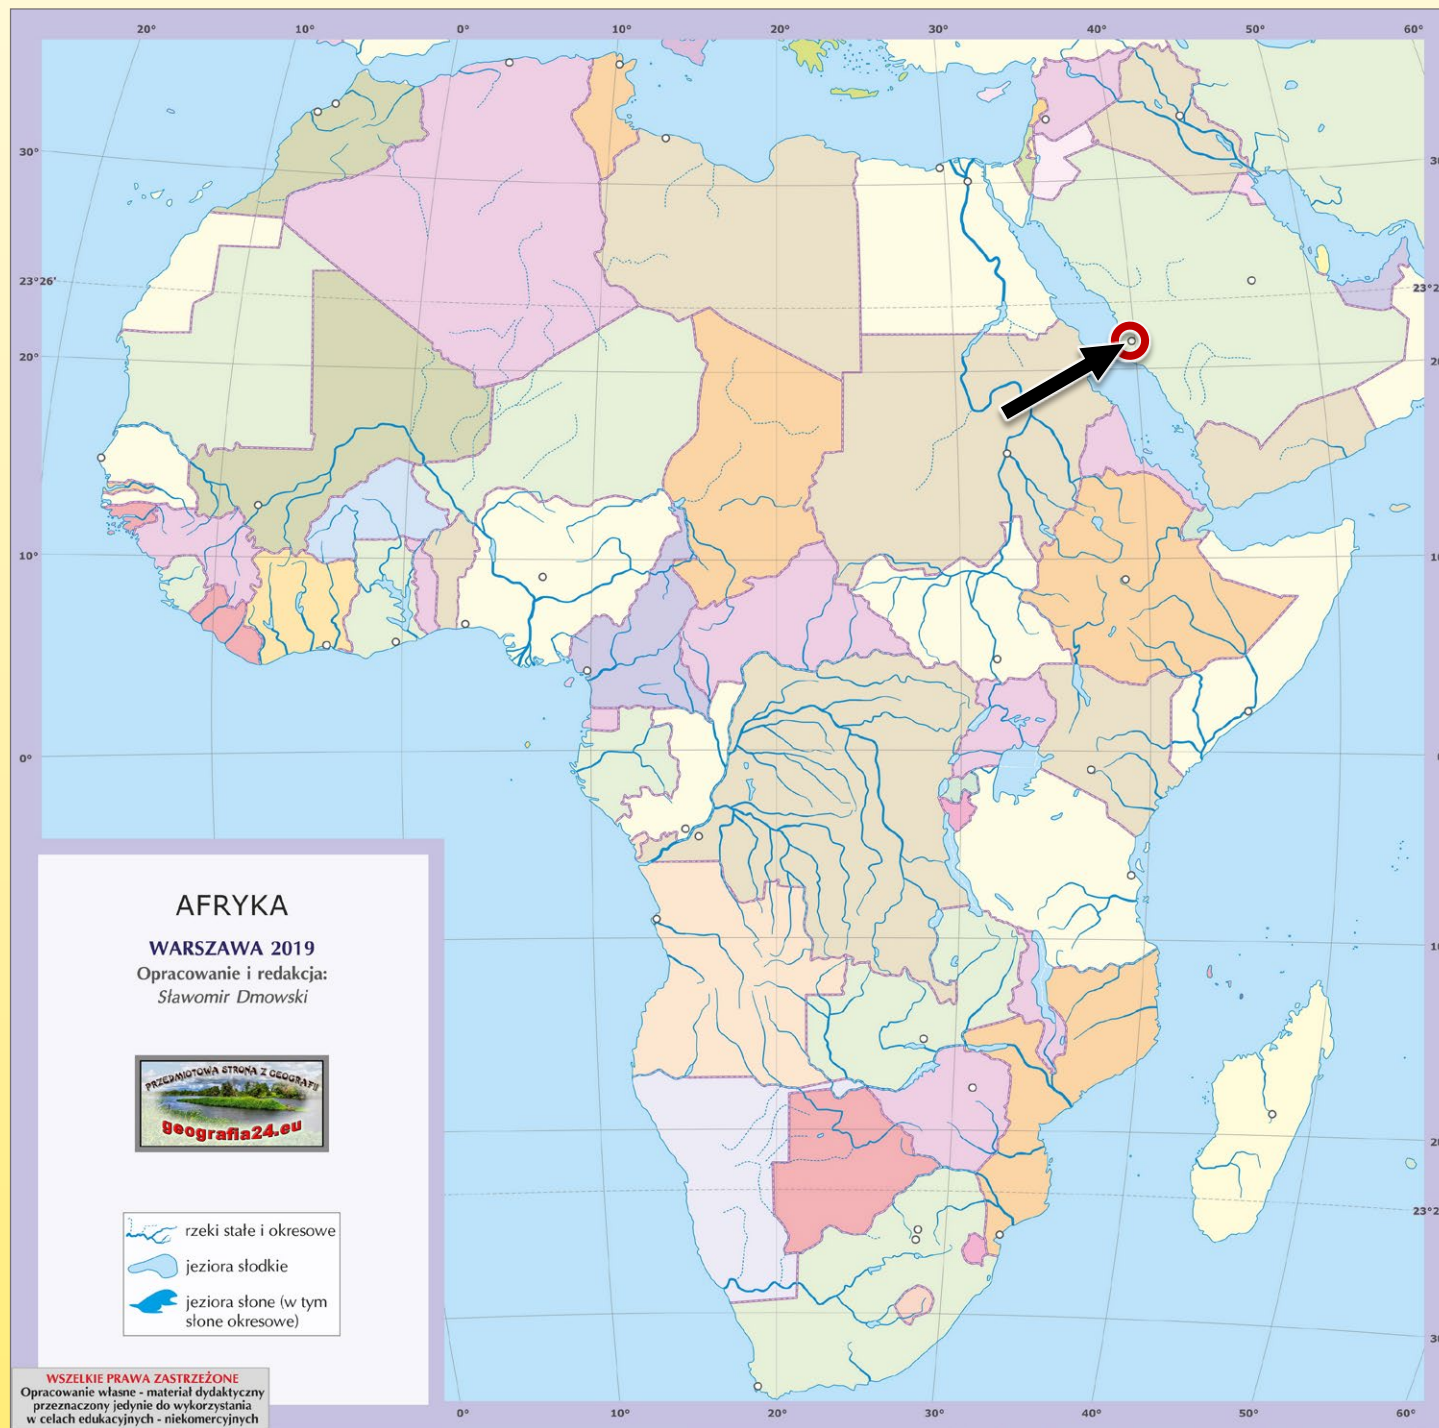 20° 10° 0° 10° 20° 30° 40° 50° 60°
30°
23°26'
23°2
20°
10°
0°
AFRYKA
WARSZAWA 2019
Opracowanie i redakcja:
Sławomir Dmowski
PRZEDMIOTOWA STRONA Z GEOGRAFII
geografia24.eu
rzeki stałe i okresowe
jeziora słodkie
jeziora słone (w tym
słone okresowe)
WSZELKIE PRAWA ZASTRZEŻONE
Opracowanie własne - materiał dydaktyczny
przeznaczony jedynie do wykorzystania
w celach edukacyjnych - niekomercyjnych
23°2
0° 10° 20° 30° 40° 50° 60°